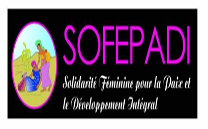 SOFEPADI
Solidarité Féminine pour la Paix et
le Développement Intégral